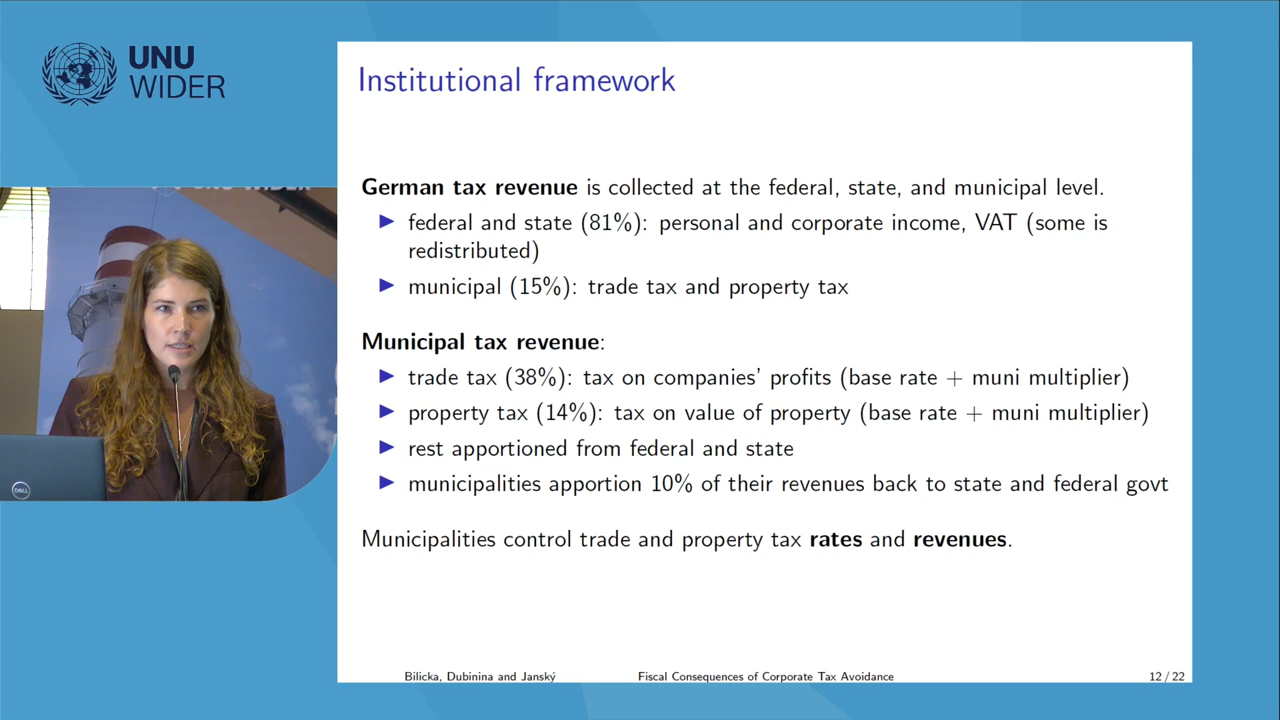 UNU
WIDER
Institutional framework
German tax revenue is collected at the federal, state, and municipal level.
▶ federal and state (81%): personal and corporate income, VAT (some is
redistributed)
▶ municipal (15%): trade tax and property tax
Municipal tax revenue:
▶ trade tax (38%): tax on companies' profits (base rate + muni multiplier)
▶ property tax (14%): tax on value of property (base rate + muni multiplier)
▶ rest apportioned from federal and state
▶ municipalities apportion 10% of their revenues back to state and federal govt
Municipalities control trade and property tax rates and revenues.
Bilicka, Dubinina and Janský
Fiscal Consequences of Corporate Tax Avoidance
12 / 22
DELL